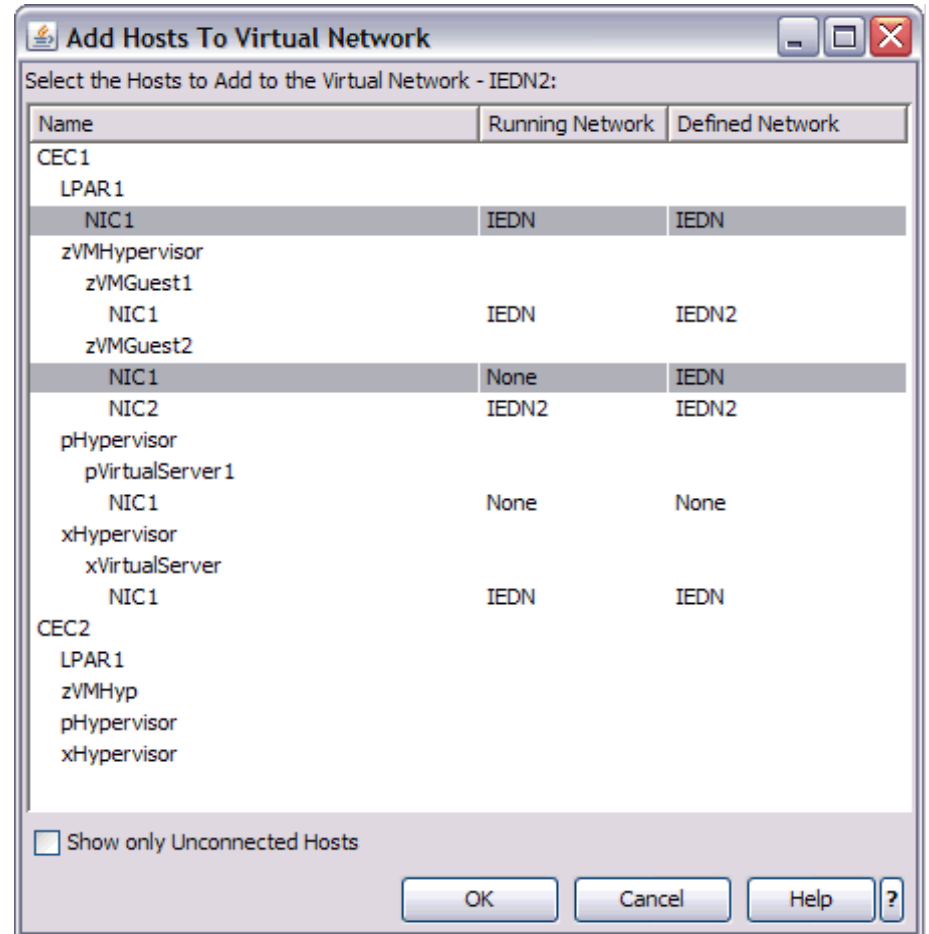 Add Hosts To Virtual Network
Select the Hosts to Add to the Virtual Network - IEDN2:
Name Running Network Defined Network
CEC1
LPAR1
NIC1 IEDN IEDN
zVMHypervisor
zVMGuest1
NIC1 IEDN IEDN2
zVMGuest2
NIC1 None IEDN
NIC2 IEDN2 IEDN2
pHypervisor
pVirtualServer1
NIC1 None None
xHypervisor
xVirtualServer
NIC1 IEDN IEDN
CEC2
LPAR1
zVMHyp
pHypervisor
xHypervisor
Show only Unconnected Hosts
OK Cancel Help ?